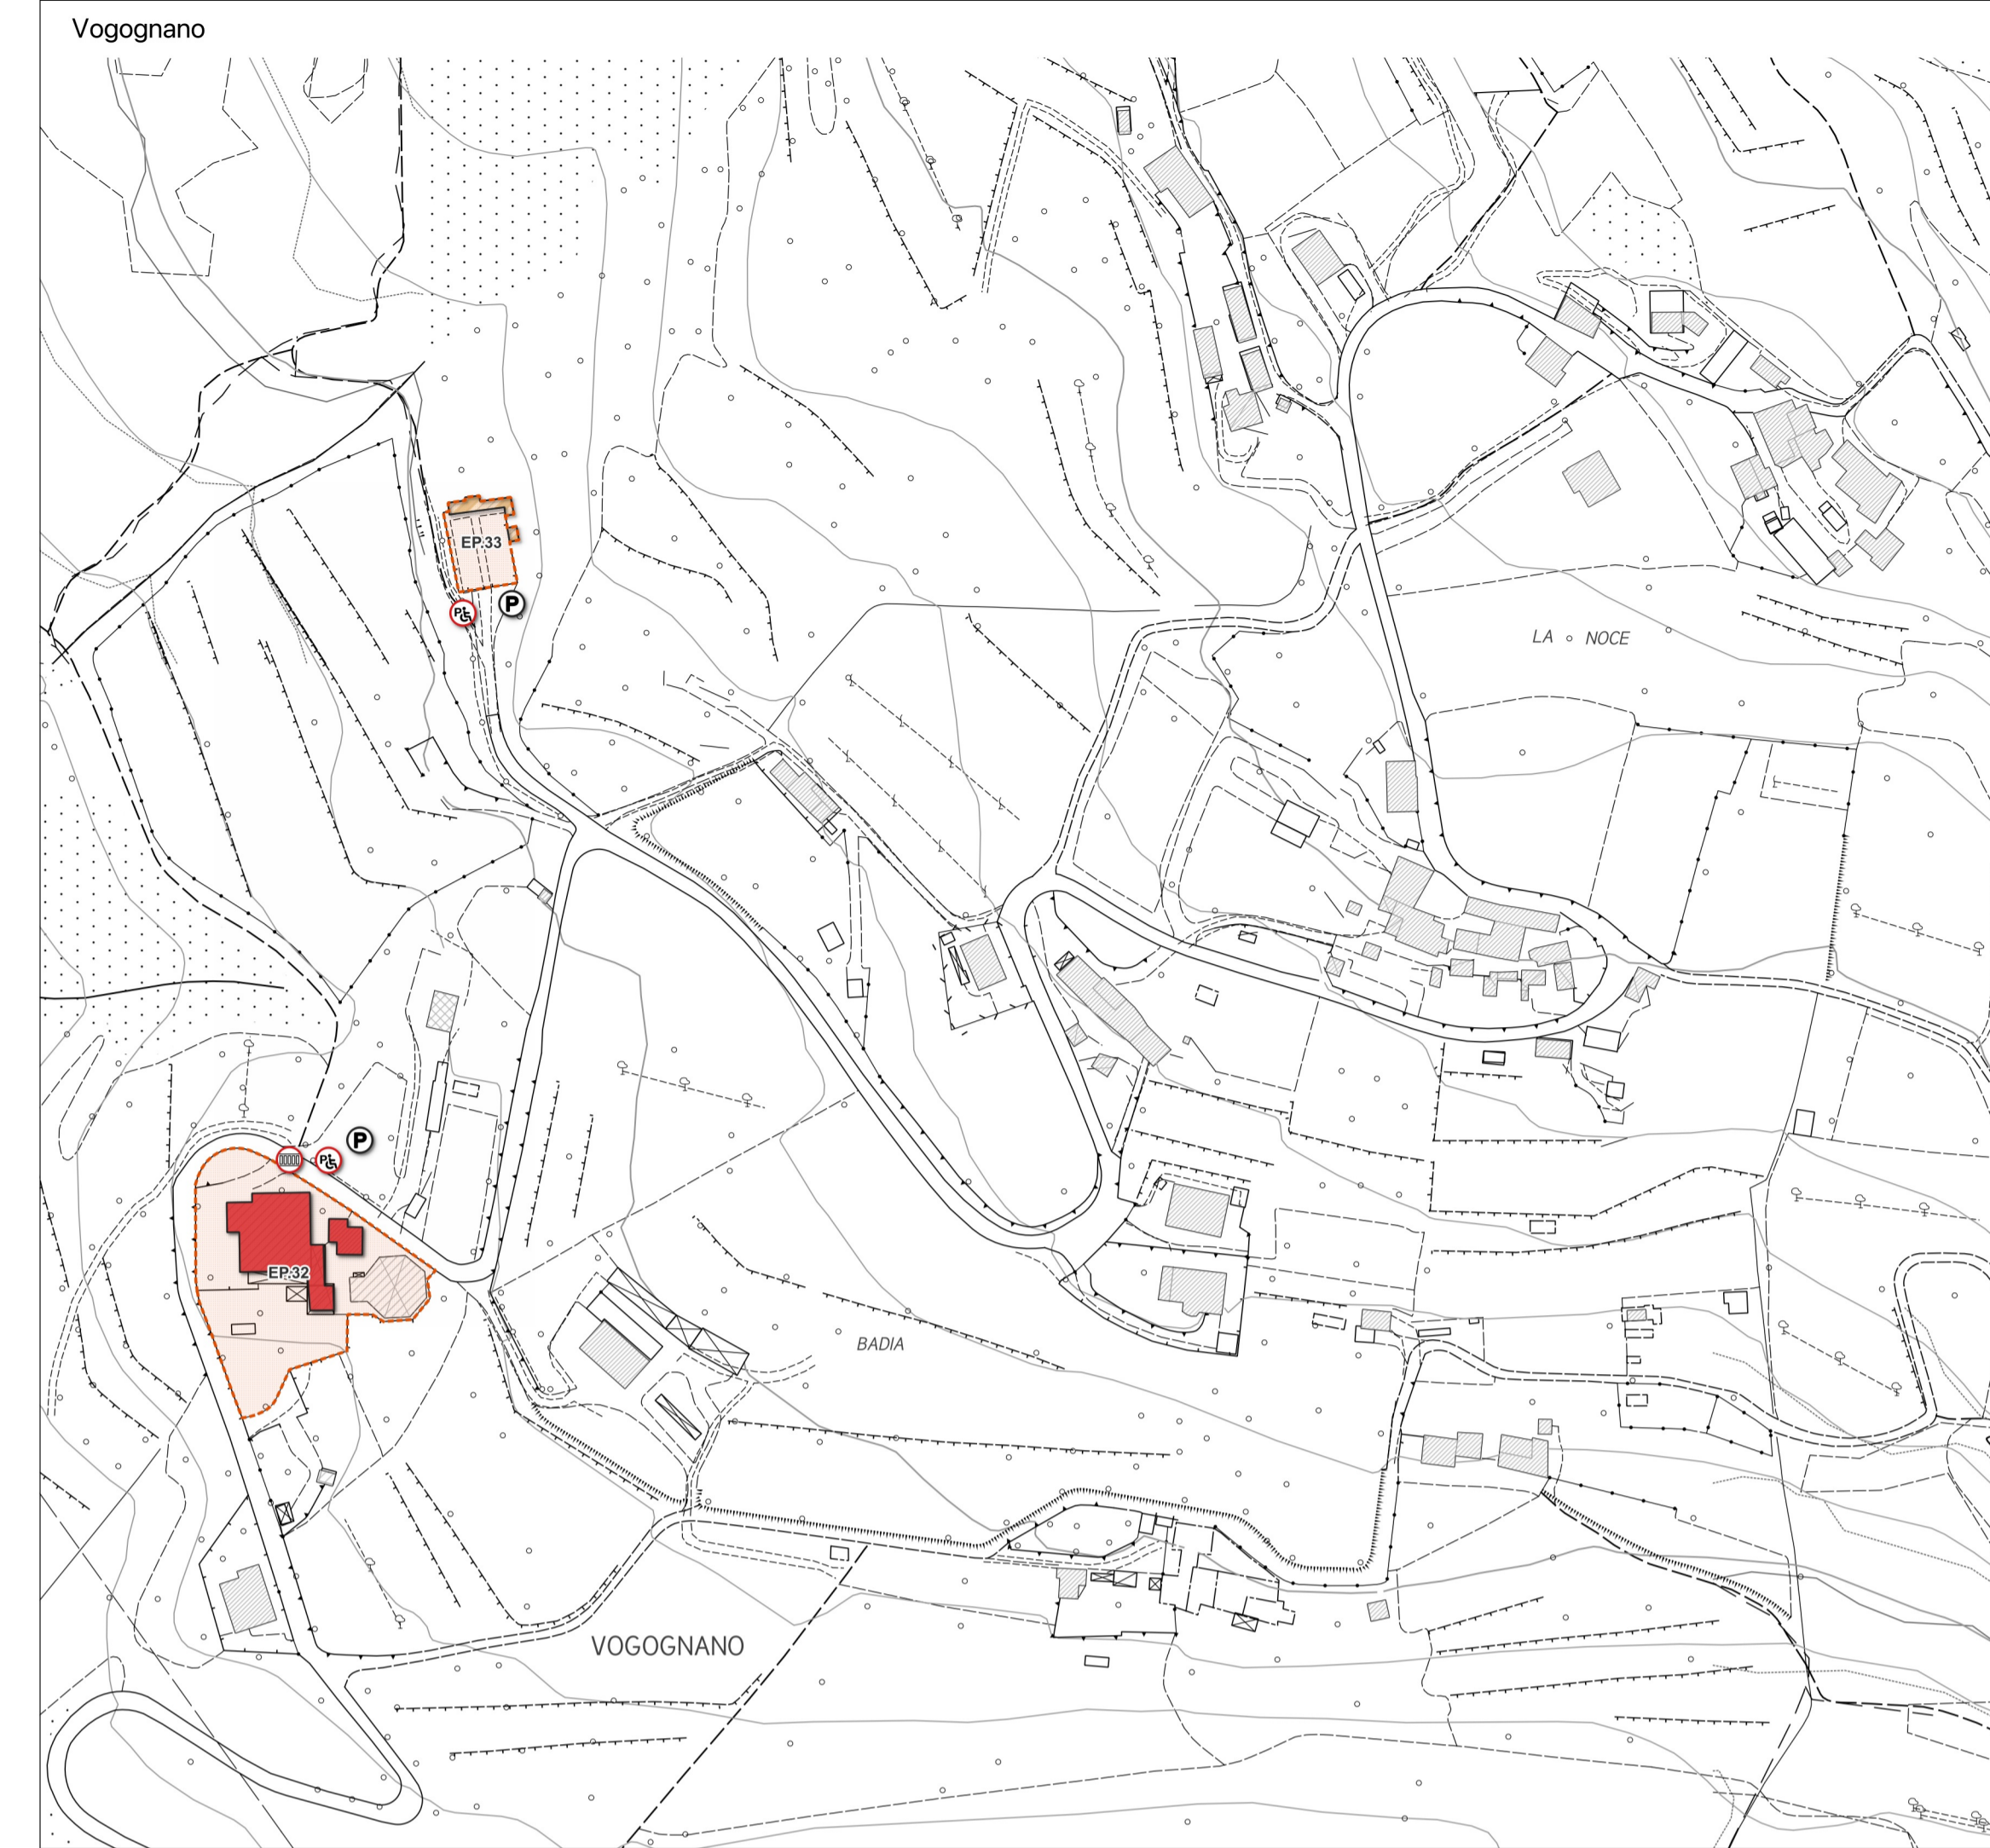 Vogognano
EP.33
P
P
LA NOCE
P
P
EP.32
BADIA
VOGOGNANO